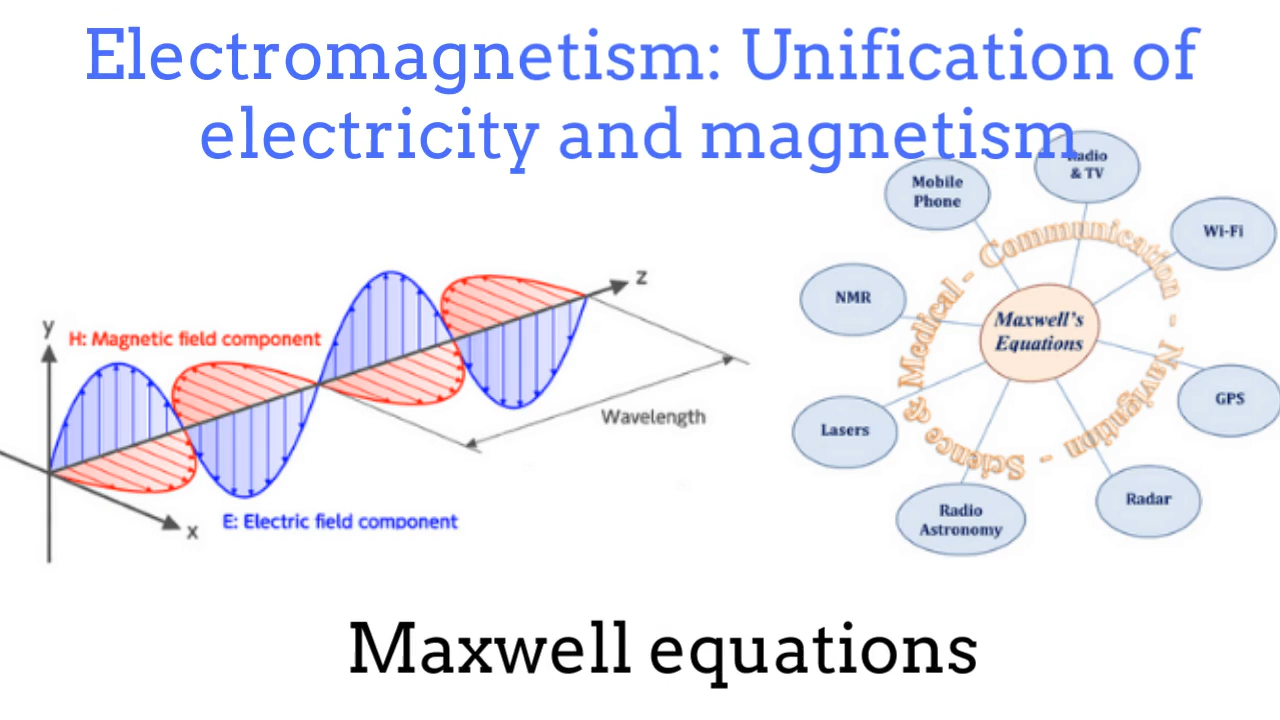 Electromagnetism: Unification of
electricity and magnetism
y
H: Magnetic field component
z
Wavelength
x
E: Electric field component
Radio
& TV
Mobile
Phone
Wi-Fi
NMR
Maxwell's
Equations
GPS
Lasers
Radar
Radio
Astronomy
Communication - Navigation - Science & Medical -
Maxwell equations